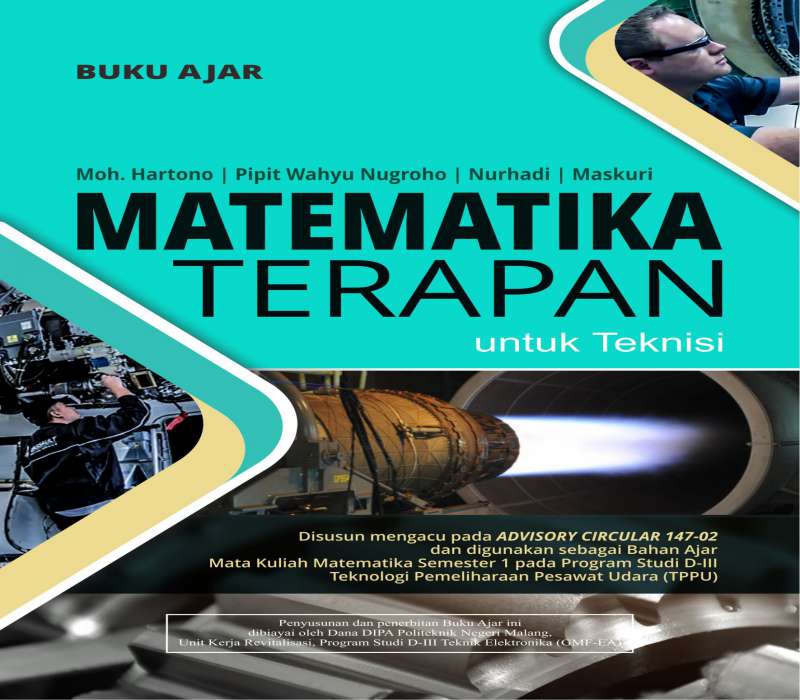 BUKU AJAR
Moh. Hartono | Pipit Wahyu Nugroho | Nurhadi | Maskuri
MATEMATIKA
TERAPAN
untuk Teknisi
Disusun mengacu pada ADVISORY CIRCULAR 147-02
dan digunakan sebagai Bahan Ajar
Mata Kuliah Matematika Semester 1 pada Program Studi D-III
Teknologi Pemeliharaan Pesawat Udara (TPPU)
Penyusunan dan penerbitan Buku Ajar ini
dibiayai oleh Dana DIPA Politeknik Negeri Malang,
Unit Kerja Revitalisasi, Program Studi D-III Teknik Elektronika (GMF-EA).